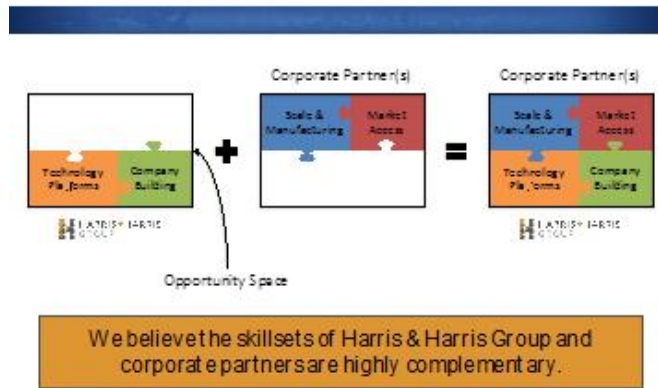 Corporate Partner(s)
Corporate Partner(s)
Technology
Platforms
Company
Building
Scale &
Manufacturing
Market
Access
Scale &
Manufacturing
Market
Access
Technology
Platforms
Company
Building
+
=
HARRIS & HARRIS
GROUP
HARRIS & HARRIS
GROUP
Opportunity Space
We believe the skillsets of Harris & Harris Group and
corporate partners are highly complementary.